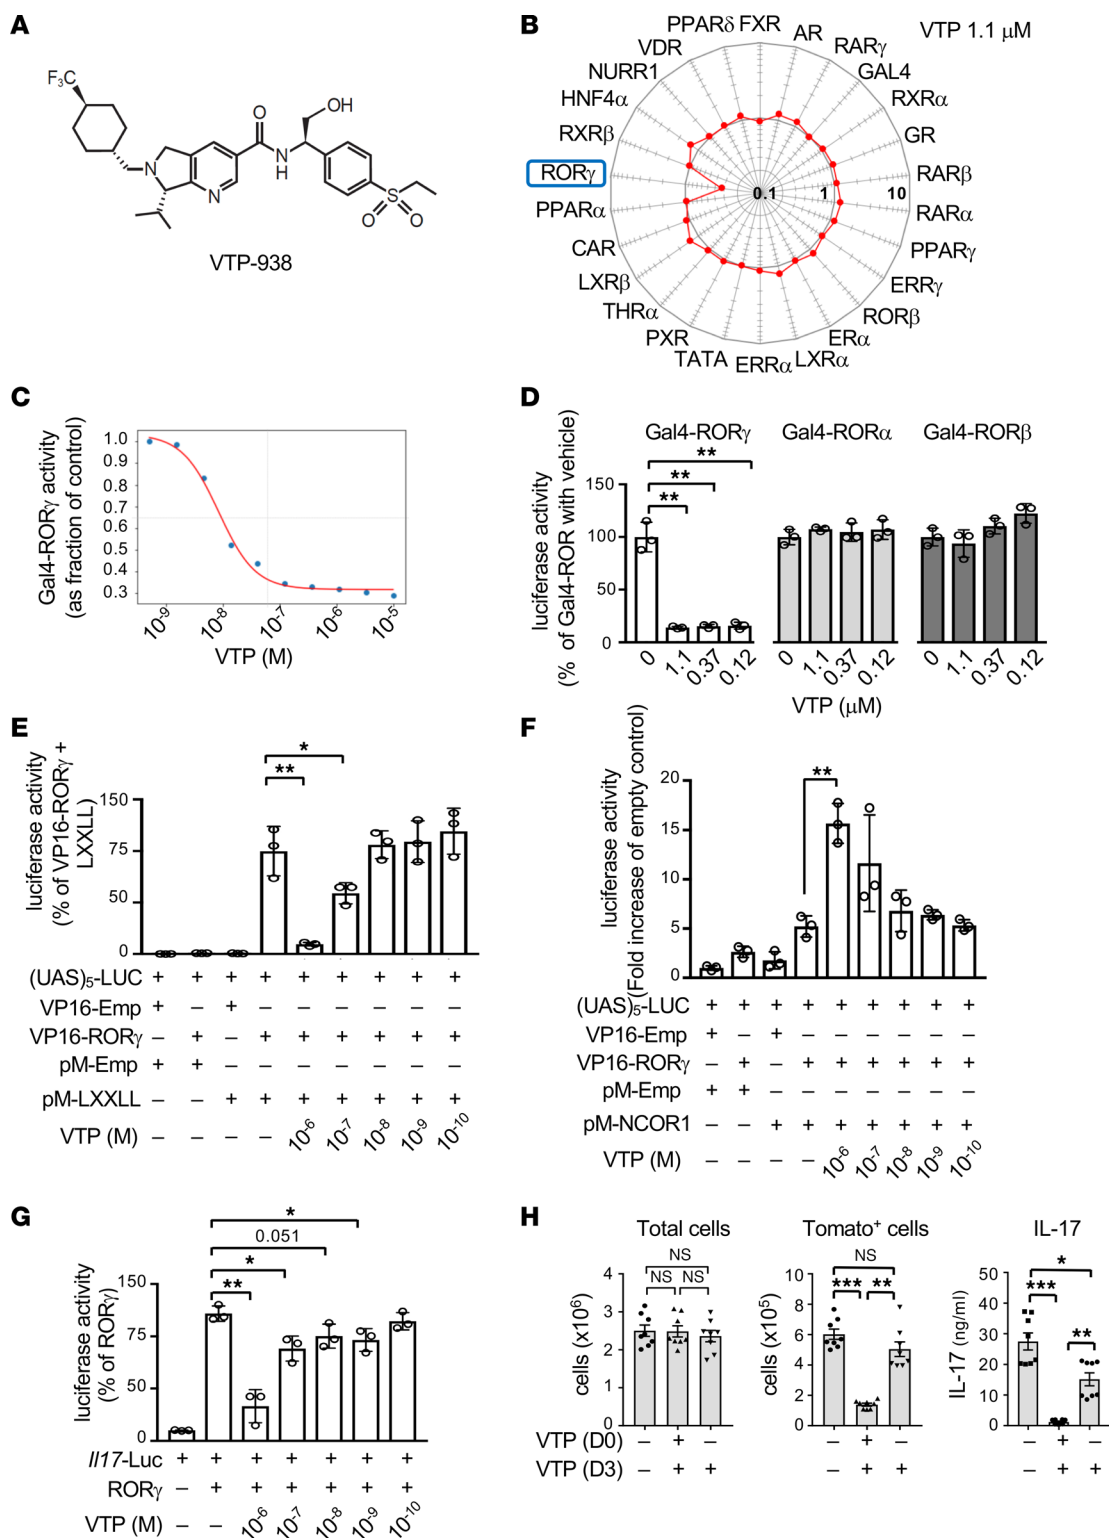 A
F₃C
OH
O
N
H
N
N
S
O
O
VTP-938
B
VTP 1.1 μM
PPARδ
FXR
AR
RARγ
GAL4
RXRα
GR
RARβ
RARα
PPARγ
ERRγ
RORβ
ERα
LXRα
ERRα
TATA
PXR
THRα
LXRβ
CAR
PPARα
RORγ
RXRβ
HNF4α
NURR1
VDR
0.1
1
10
C
Gal4-RORγ activity
(as fraction of control)
1.0
0.9
0.7
0.6
0.5
0.4
0.3
10⁻⁹
10⁻⁸
10⁻⁷
10⁻⁶
10⁻⁵
VTP (M)
D
Gal4-RORγ
Gal4-RORα
Gal4-RORβ
luciferase activity
(% of Gal4-ROR with vehicle)
150
100
50
0
**
**
**
0 1.1 0.37 0.12
0 1.1 0.37 0.12
0 1.1 0.37 0.12
VTP (μM)
E
luciferase activity
(% of VP16-RORγ +
LXXLL)
150
75
50
0
*
**
(UAS)₅-LUC + + + + + + + + +
VP16-Emp + – + – – – – – –
VP16-RORγ – + – + + + + + +
pM-Emp + + – – – – – – –
pM-LXXLL – – + + + + + + +
VTP (M) – – – – 10⁻⁶ 10⁻⁷ 10⁻⁸ 10⁻⁹ 10⁻¹⁰
F
luciferase activity
(Fold increase of empty control)
20
15
10
5
0
**
(UAS)₅-LUC + + + + + + + + +
VP16-Emp + – + – – – – – –
VP16-RORγ – + – + + + + + +
pM-Emp + + – – – – – – –
pM-NCOR1 – – + + + + + + +
VTP (M) – – – – 10⁻⁶ 10⁻⁷ 10⁻⁸ 10⁻⁹ 10⁻¹⁰
G
luciferase activity
(% of RORγ)
150
75
50
0
*
0.051
*
**
Il17-Luc + + + + + + +
RORγ – + + + + + +
VTP (M) – – 10⁻⁶ 10⁻⁷ 10⁻⁸ 10⁻⁹ 10⁻¹⁰
H
Total cells
cells (x10⁶)
4
3
2
1
0
NS
NS NS
Tomato⁺ cells
cells (x10⁵)
10
8
6
4
2
0
NS
*** **
IL-17
IL-17 (ng/ml)
50
40
30
20
10
0
*
***
**
VTP (D0) – + – – + – – + –
VTP (D3) – + + – + + – + +